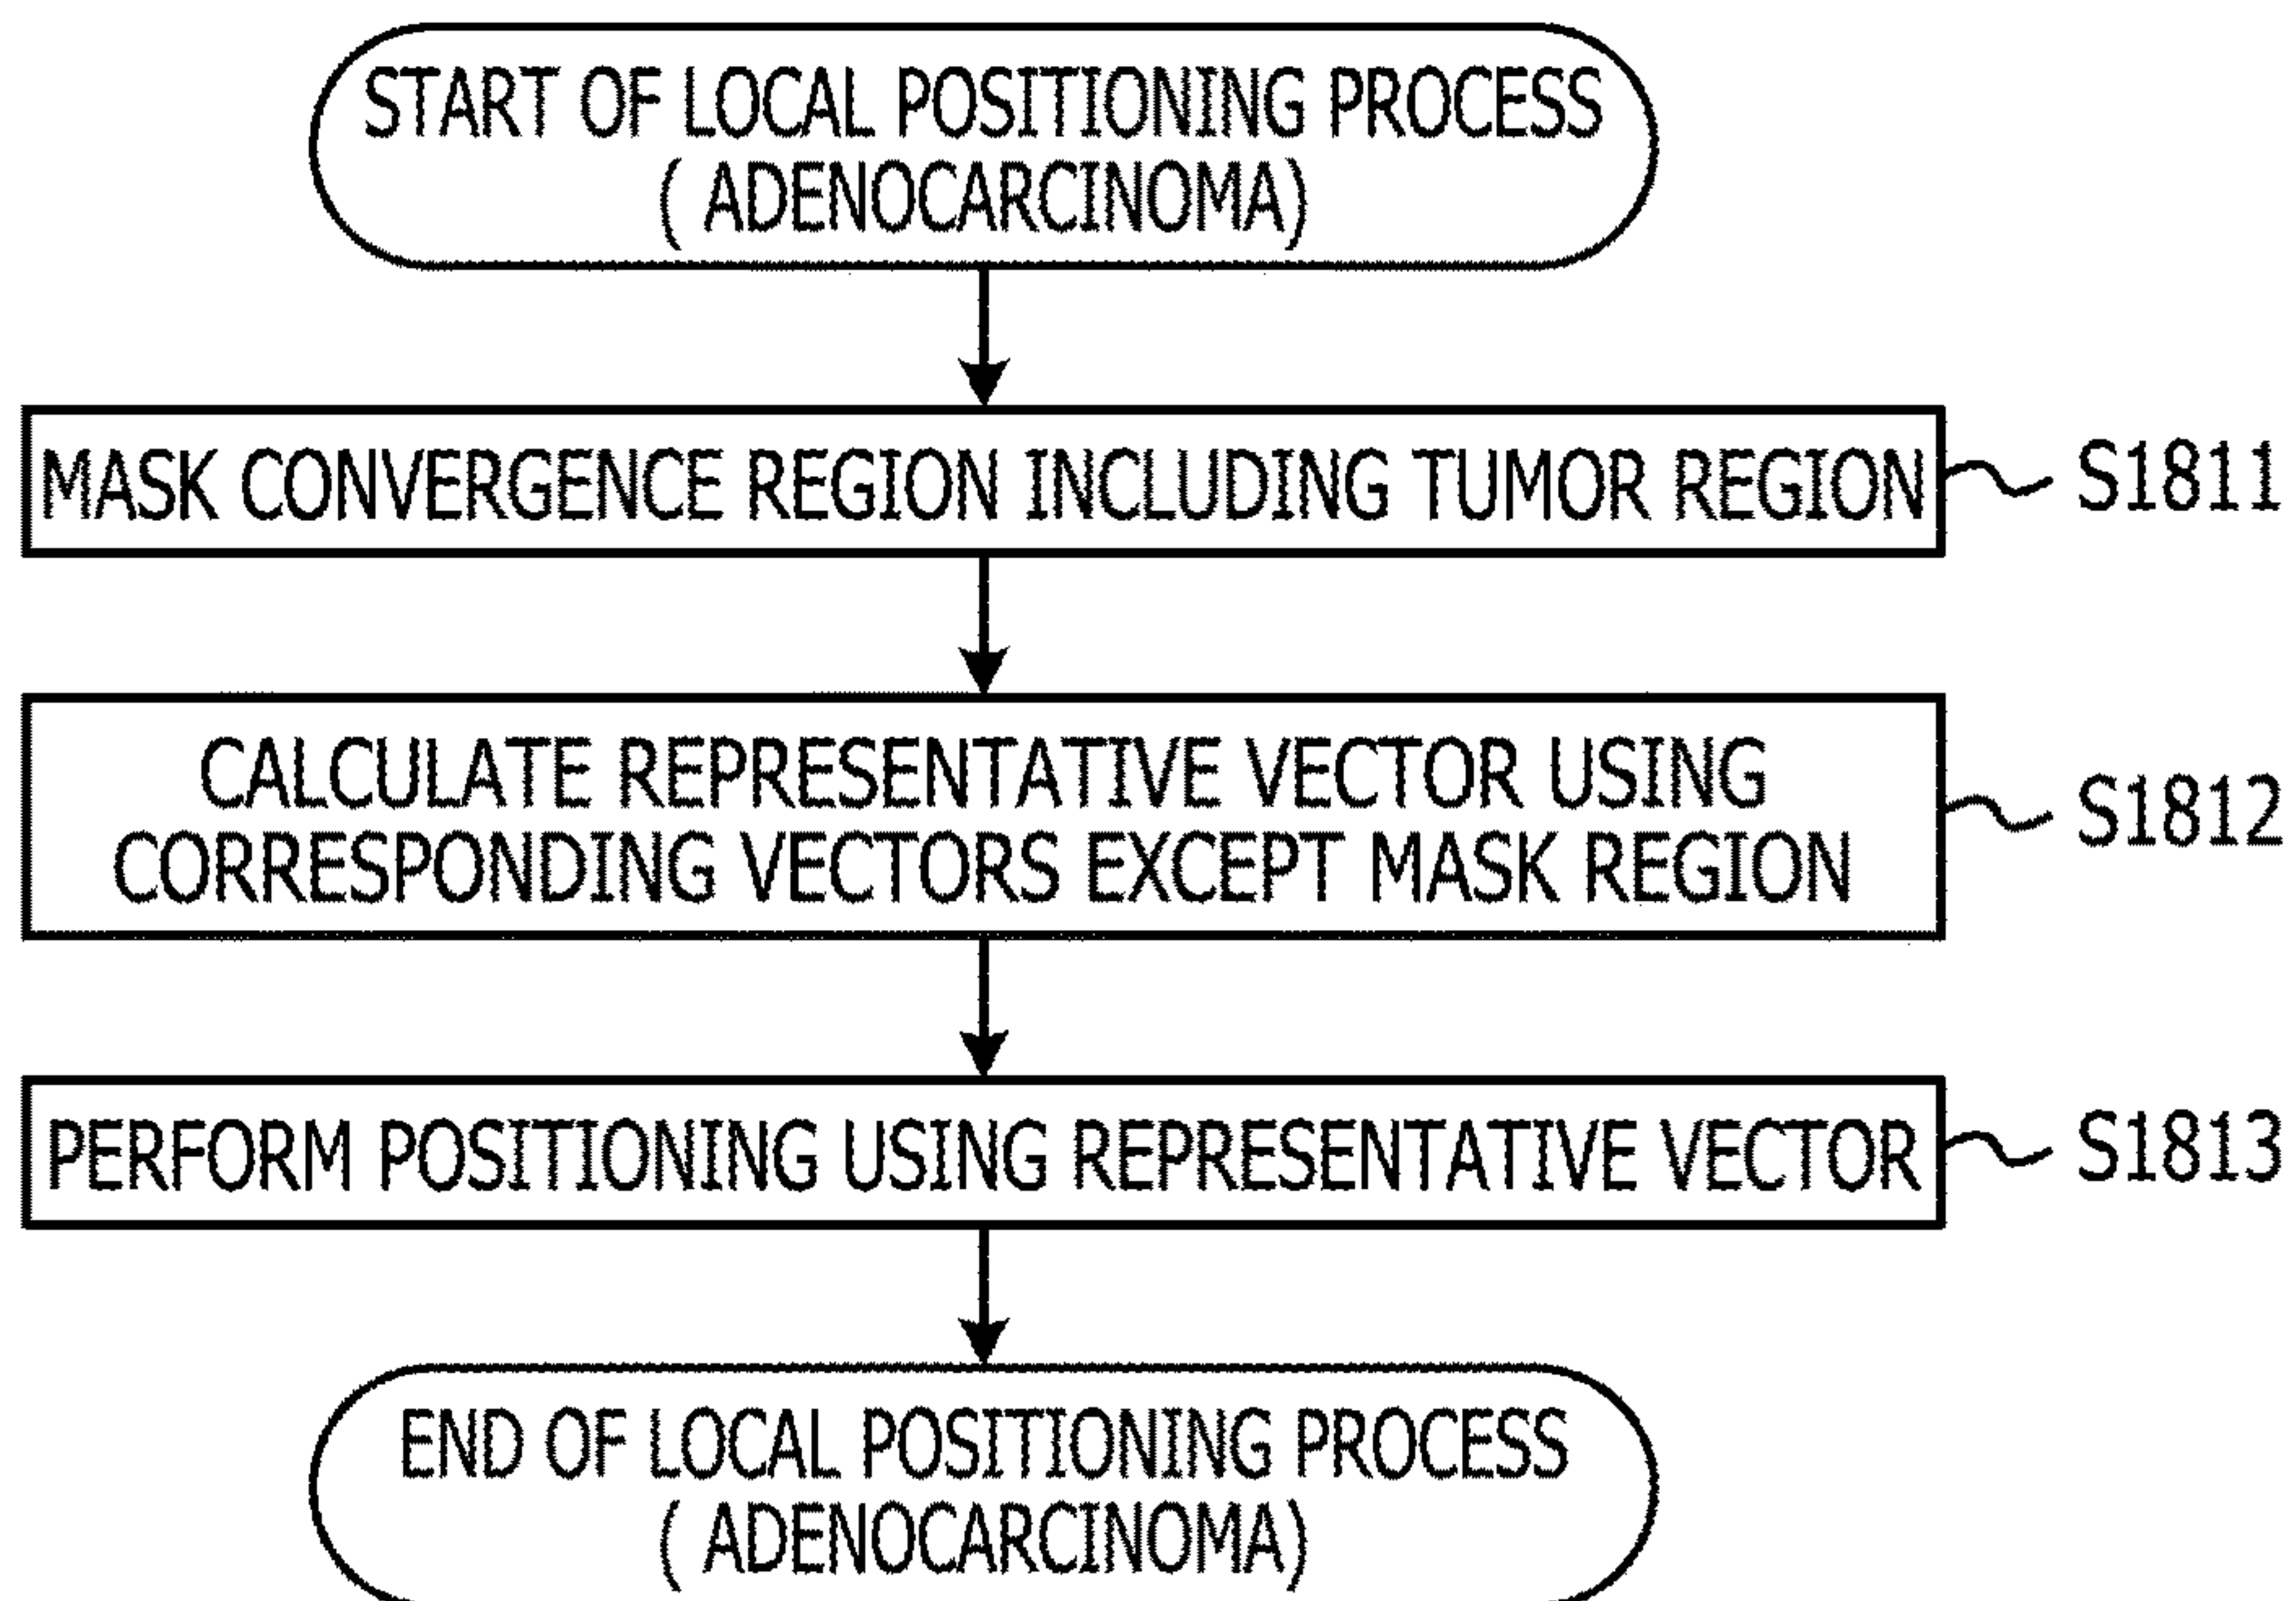 START OF LOCAL POSITIONING PROCESS
( ADENOCARCINOMA)
MASK CONVERGENCE REGION INCLUDING TUMOR REGION
S1811
CALCULATE REPRESENTATIVE VECTOR USING
CORRESPONDING VECTORS EXCEPT MASK REGION
S1812
PERFORM POSITIONING USING REPRESENTATIVE VECTOR
S1813
END OF LOCAL POSITIONING PROCESS
( ADENOCARCINOMA)